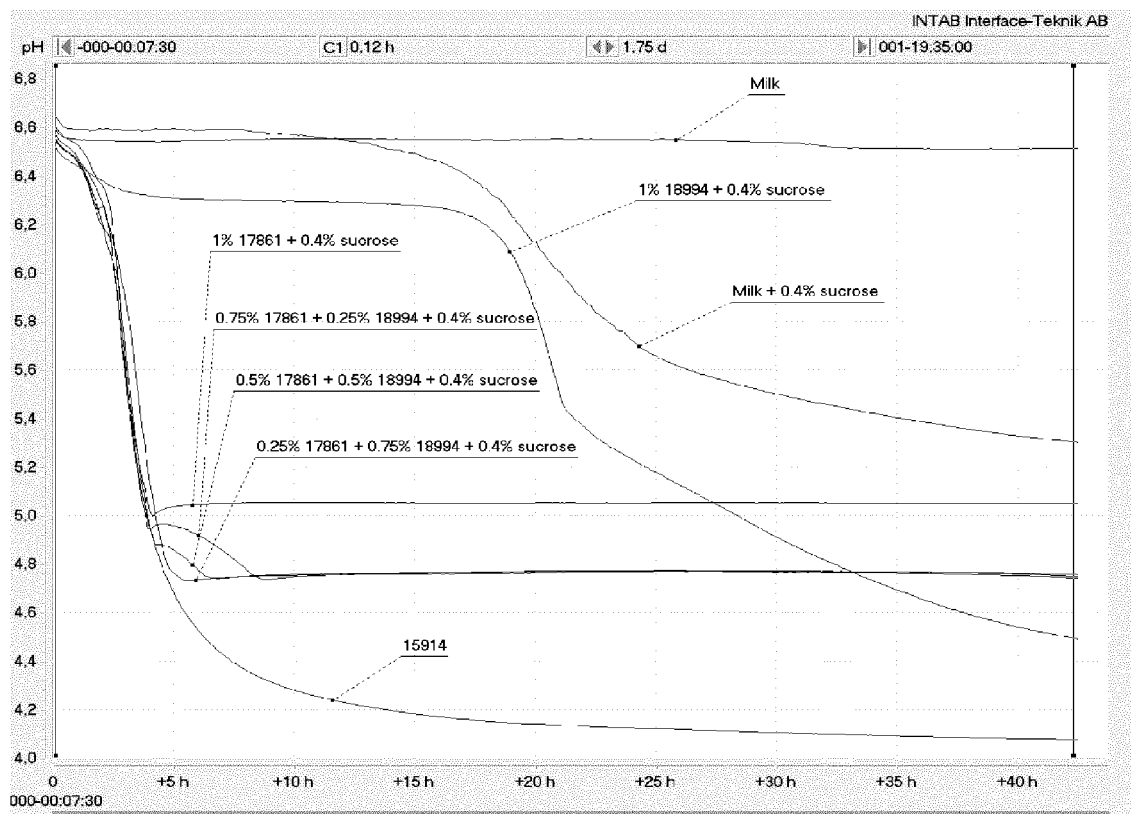 INTAB Interface-Teknik AB
pH -000-00:07:30 C1 0.12 h 1.75 d 001-19:35:00
6,8
6,6
6,4
6,2
6,0
5,8
5,6
5,4
5,2
5,0
4,8
4,6
4,4
4,2
4,0
Milk
1% 18994 + 0.4% sucrose
1% 17861 + 0.4% sucrose
Milk + 0.4% sucrose
0.75% 17861 + 0.25% 18994 + 0.4% sucrose
0.5% 17861 + 0.5% 18994 + 0.4% sucrose
0.25% 17861 + 0.75% 18994 + 0.4% sucrose
15914
0 +5 h +10 h +15 h +20 h +25 h +30 h +35 h +40 h
000-00:07:30